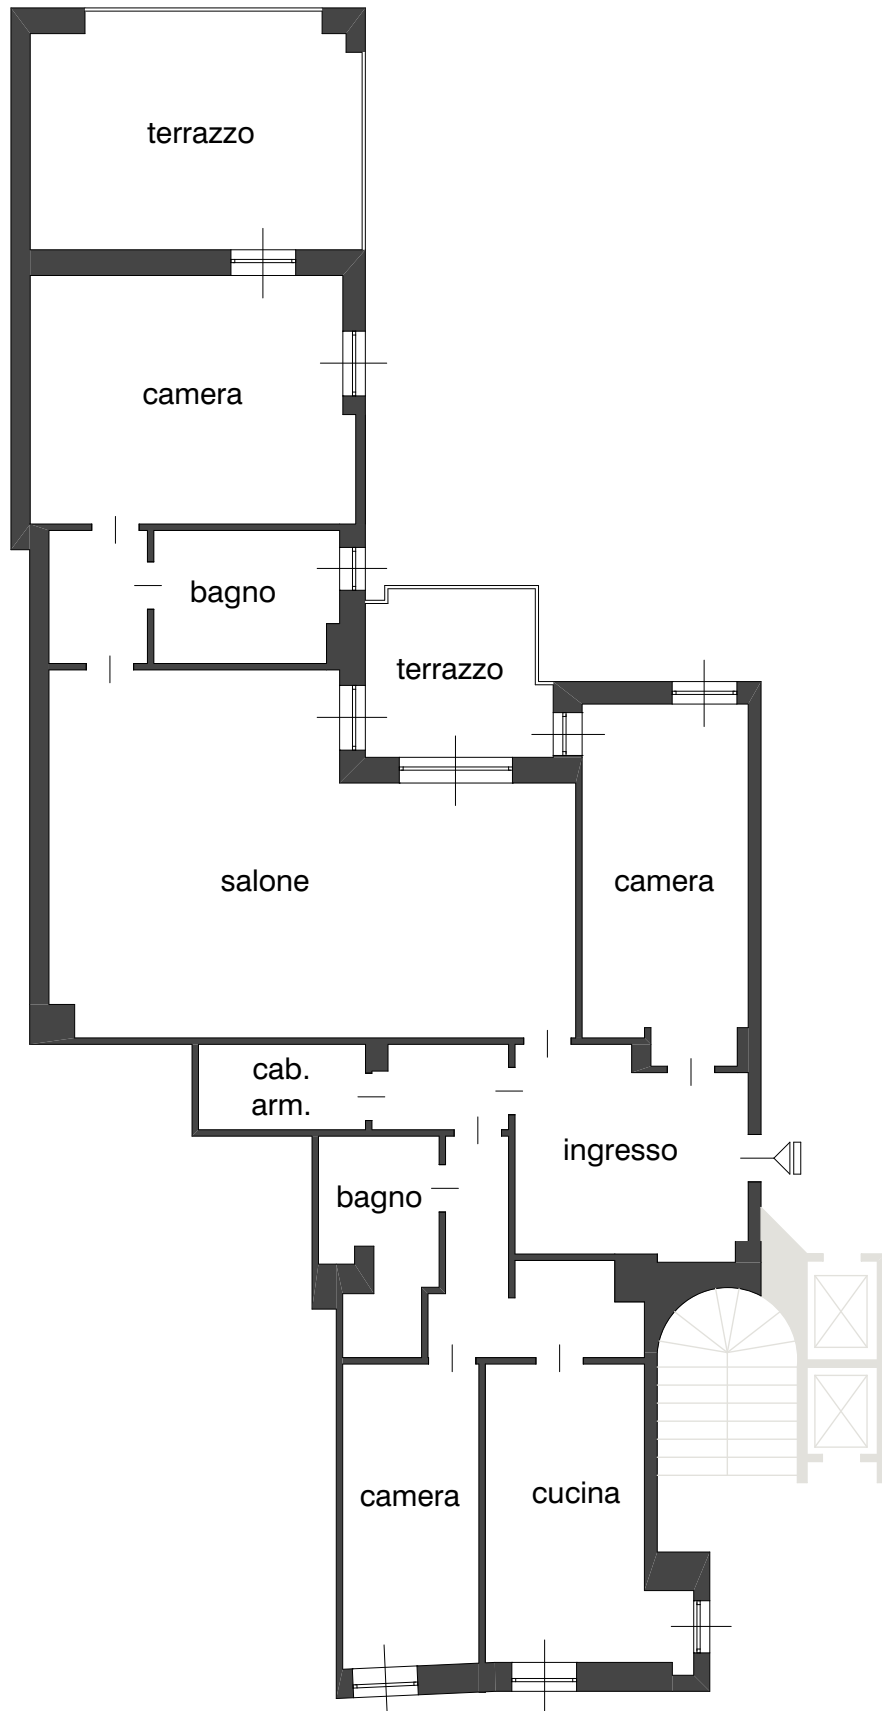 terrazzo
camera
bagno
terrazzo
salone
camera
cab.
arm.
ingresso
bagno
camera
cucina